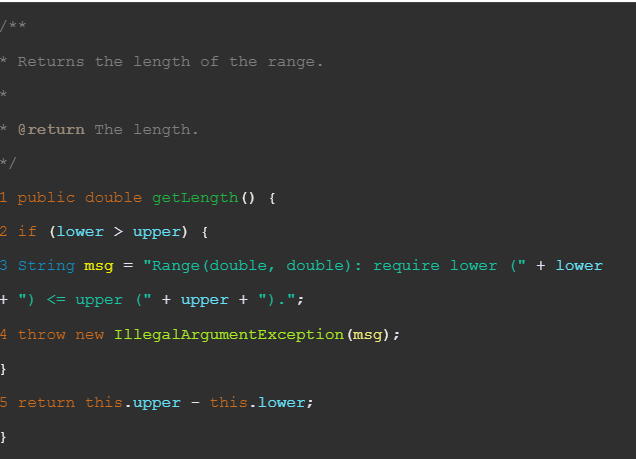 /**
* Returns the length of the range.
*
* @return The length.
*/
1 public double getLength() {
2 if (lower > upper) {
3 String msg = "Range(double, double): require lower (" + lower
+ ") <= upper (" + upper + ").";
4 throw new IllegalArgumentException(msg);
}
5 return this.upper - this.lower;
}